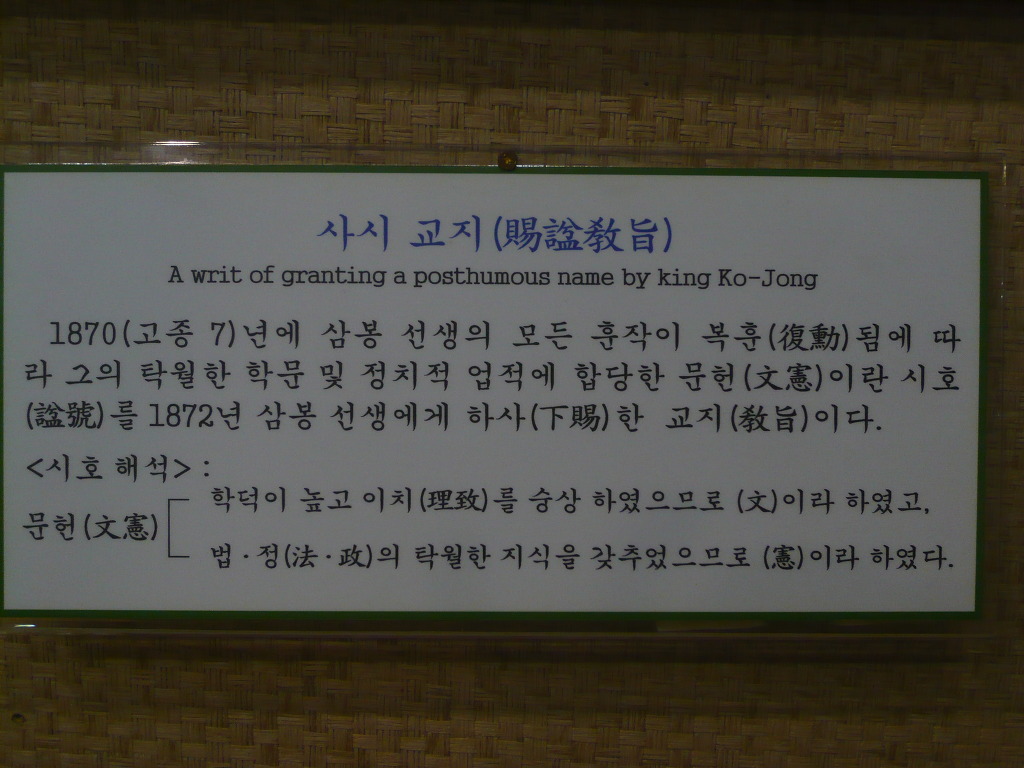 사시 교지(賜諡敎旨)
A writ of granting a posthumous name by king Ko-Jong
1870(고종 7)년에 삼봉 선생의 모든 훈작이 복훈(復勳)됨에 따
라 그의 탁월한 학문 및 정치적 업적에 합당한 문헌(文憲)이란 시호
(諡號)를 1872년 삼봉 선생에게 하사(下賜)한 교지(敎旨)이다.
<시호 해석> :
학덕이 높고 이치(理致)를 숭상 하였으므로 (文)이라 하였고,
문헌(文憲)
법·정(法·政)의 탁월한 지식을 갖추었으므로 (憲)이라 하였다.